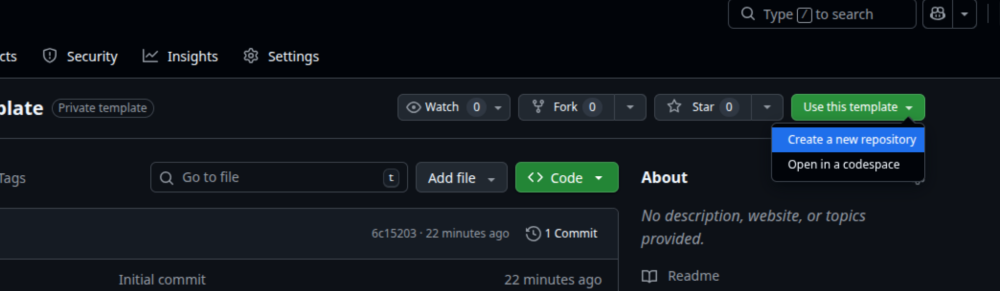 Type / to search
cts Security Insights Settings
plate Private template Watch 0 Fork 0 Star 0 Use this template
Create a new repository
Open in a codespace
Tags Go to file t Add file Code About
No description, website, or topics
provided.
6c15203 · 22 minutes ago 1 Commit
Initial commit 22 minutes ago
Readme